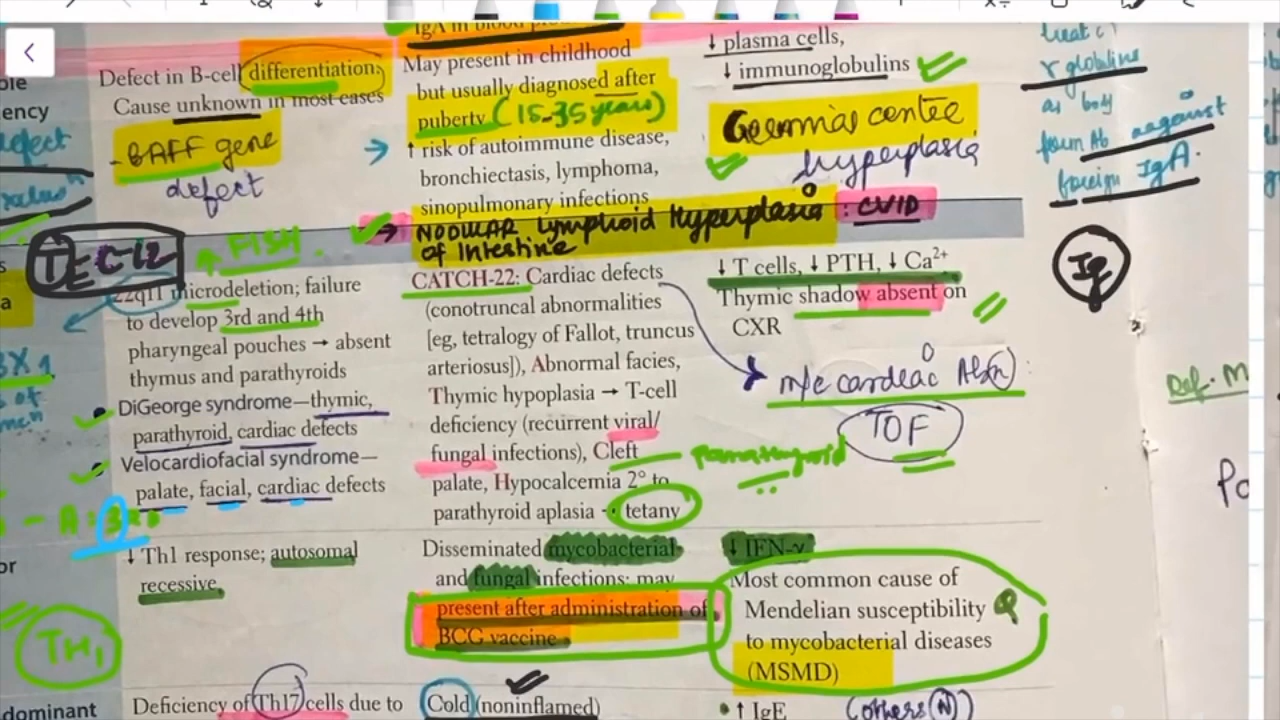 IgA in blood
May present in childhood
but usually diagnosed after
puberty (15-35 years)
↑ risk of autoimmune disease,
bronchiectasis, lymphoma,
sinopulmonary infections
Defect in B-cell differentiation.
Cause unknown in most cases
- BAFF gene
defect
↓ plasma cells,
↓ immunoglobulins
hyperplasia
γ globulins
as body
form Ab against
foreign IgA.
ency
defect
→ NODULAR Lymphoid Hyperplasia : CVID
of Intestine
↑ FISH
22q11 microdeletion; failure
to develop 3rd and 4th
pharyngeal pouches → absent
thymus and parathyroids
DiGeorge syndrome—thymic,
parathyroid, cardiac defects
Velocardiofacial syndrome—
palate, facial, cardiac defects
CATCH-22: Cardiac defects
(conotruncal abnormalities
[eg, tetralogy of Fallot, truncus
arteriosus]), Abnormal facies,
Thymic hypoplasia → T-cell
deficiency (recurrent viral/
fungal infections), Cleft
palate, Hypocalcemia 2° to
parathyroid aplasia → tetany
Parathyroid
↓ T cells, ↓ PTH, ↓ Ca2+
Thymic shadow absent on
CXR
m/c cardiac
TOF
Ig
Def. M
↓ Th1 response; autosomal
recessive
TH1
Disseminated mycobacterial
and fungal infections; may
present after administration of
BCG vaccine
↓ IFN-γ
Most common cause of
Mendelian susceptibility
to mycobacterial diseases
(MSMD)
dominant
Deficiency of Th17 cells due to
Cold (noninflamed)
↑ IgE (others N)